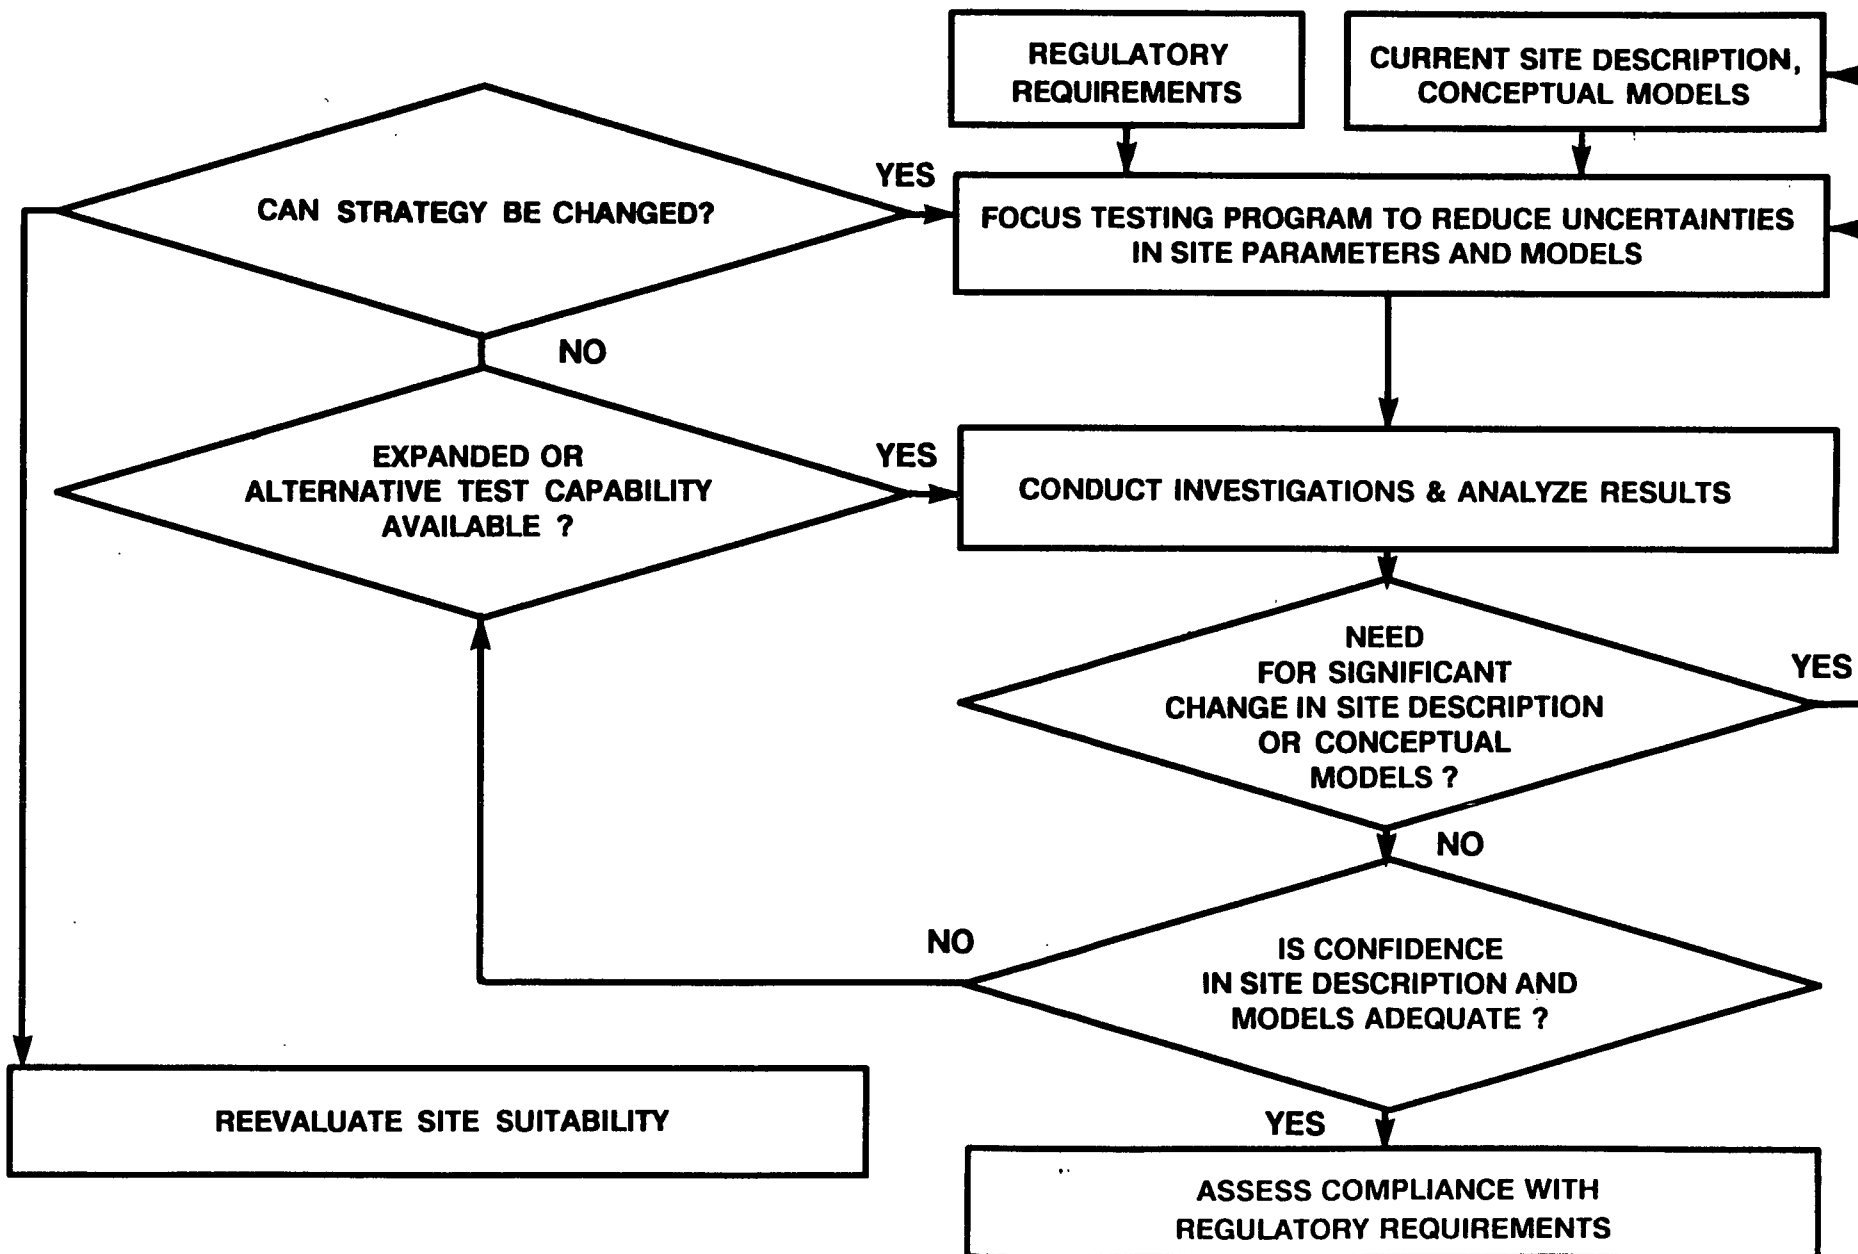 REGULATORY
REQUIREMENTS
CURRENT SITE DESCRIPTION,
CONCEPTUAL MODELS
YES
CAN STRATEGY BE CHANGED?
FOCUS TESTING PROGRAM TO REDUCE UNCERTAINTIES
IN SITE PARAMETERS AND MODELS
NO
EXPANDED OR
ALTERNATIVE TEST CAPABILITY
AVAILABLE ?
YES
CONDUCT INVESTIGATIONS & ANALYZE RESULTS
NEED
FOR SIGNIFICANT
CHANGE IN SITE DESCRIPTION
OR CONCEPTUAL
MODELS ?
YES
NO
NO
IS CONFIDENCE
IN SITE DESCRIPTION AND
MODELS ADEQUATE ?
REEVALUATE SITE SUITABILITY
YES
ASSESS COMPLIANCE WITH
REGULATORY REQUIREMENTS